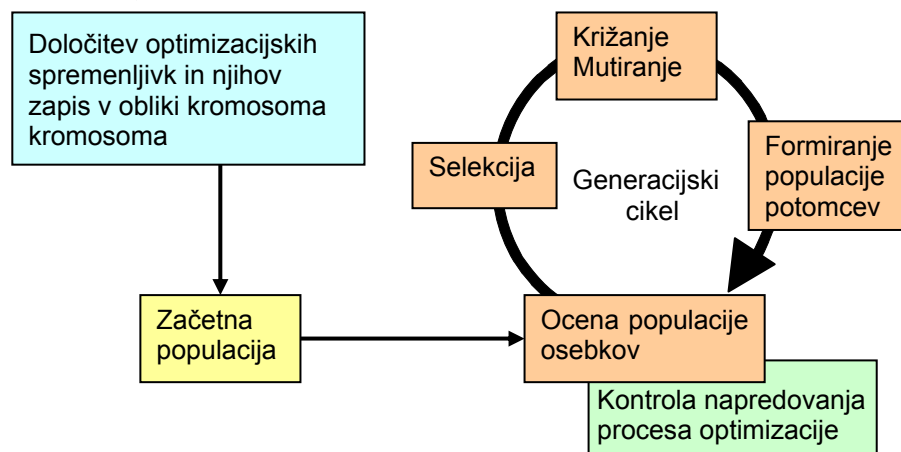 Določitev optimizacijskih
spremenljivk in njihov
zapis v obliki kromosoma
kromosoma
Križanje
Mutiranje
Selekcija
Generacijski
cikel
Formiranje
populacije
potomcev
Začetna
populacija
Ocena populacije
osebkov
Kontrola napredovanja
procesa optimizacije